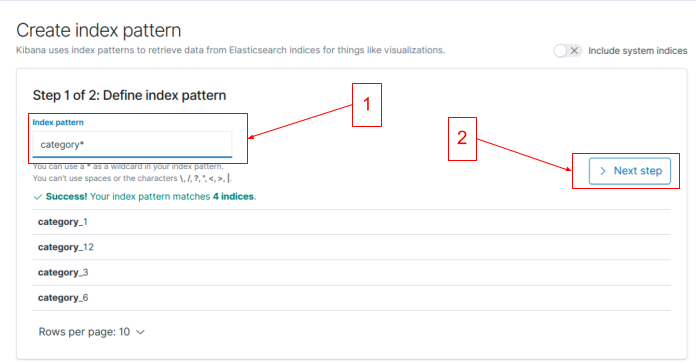 Create index pattern
Kibana uses index patterns to retrieve data from Elasticsearch indices for things like visualizations.
Include system indices
Step 1 of 2: Define index pattern
1
Index pattern
category*
2
You can use a * as a wildcard in your index pattern.
You can't use spaces or the characters \, /, ?, ", <, >, |.
Next step
Success! Your index pattern matches 4 indices.
category_1
category_12
category_3
category_6
Rows per page: 10